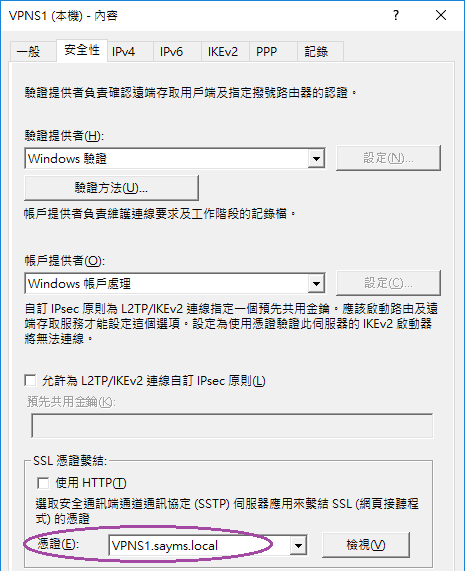 VPNS1 (本機) - 內容
一般 安全性 IPv4 IPv6 IKEv2 PPP 記錄
驗證提供者負責確認遠端存取用戶端及指定撥號路由器的認證。
驗證提供者(H):
Windows 驗證 設定(N)...
驗證方法(U)...
帳戶提供者負責維護連線要求及工作階段的記錄檔。
帳戶提供者(O):
Windows 帳戶處理 設定(C)...
自訂 IPsec 原則為 L2TP/IKEv2 連線指定一個預先共用金鑰。應該啟動路由及遠
端存取服務才能設定這個選項。設定為使用憑證驗證此伺服器的 IKEv2 啟動器
將無法連線。
允許為 L2TP/IKEv2 連線自訂 IPsec 原則(L)
預先共用金鑰(K):
SSL 憑證繫結:
使用 HTTP(T)
選取安全通訊端通道通訊協定 (SSTP) 伺服器應用來繫結 SSL (網頁接聽程
式) 的憑證
憑證(E): VPNS1.sayms.local 檢視(V)